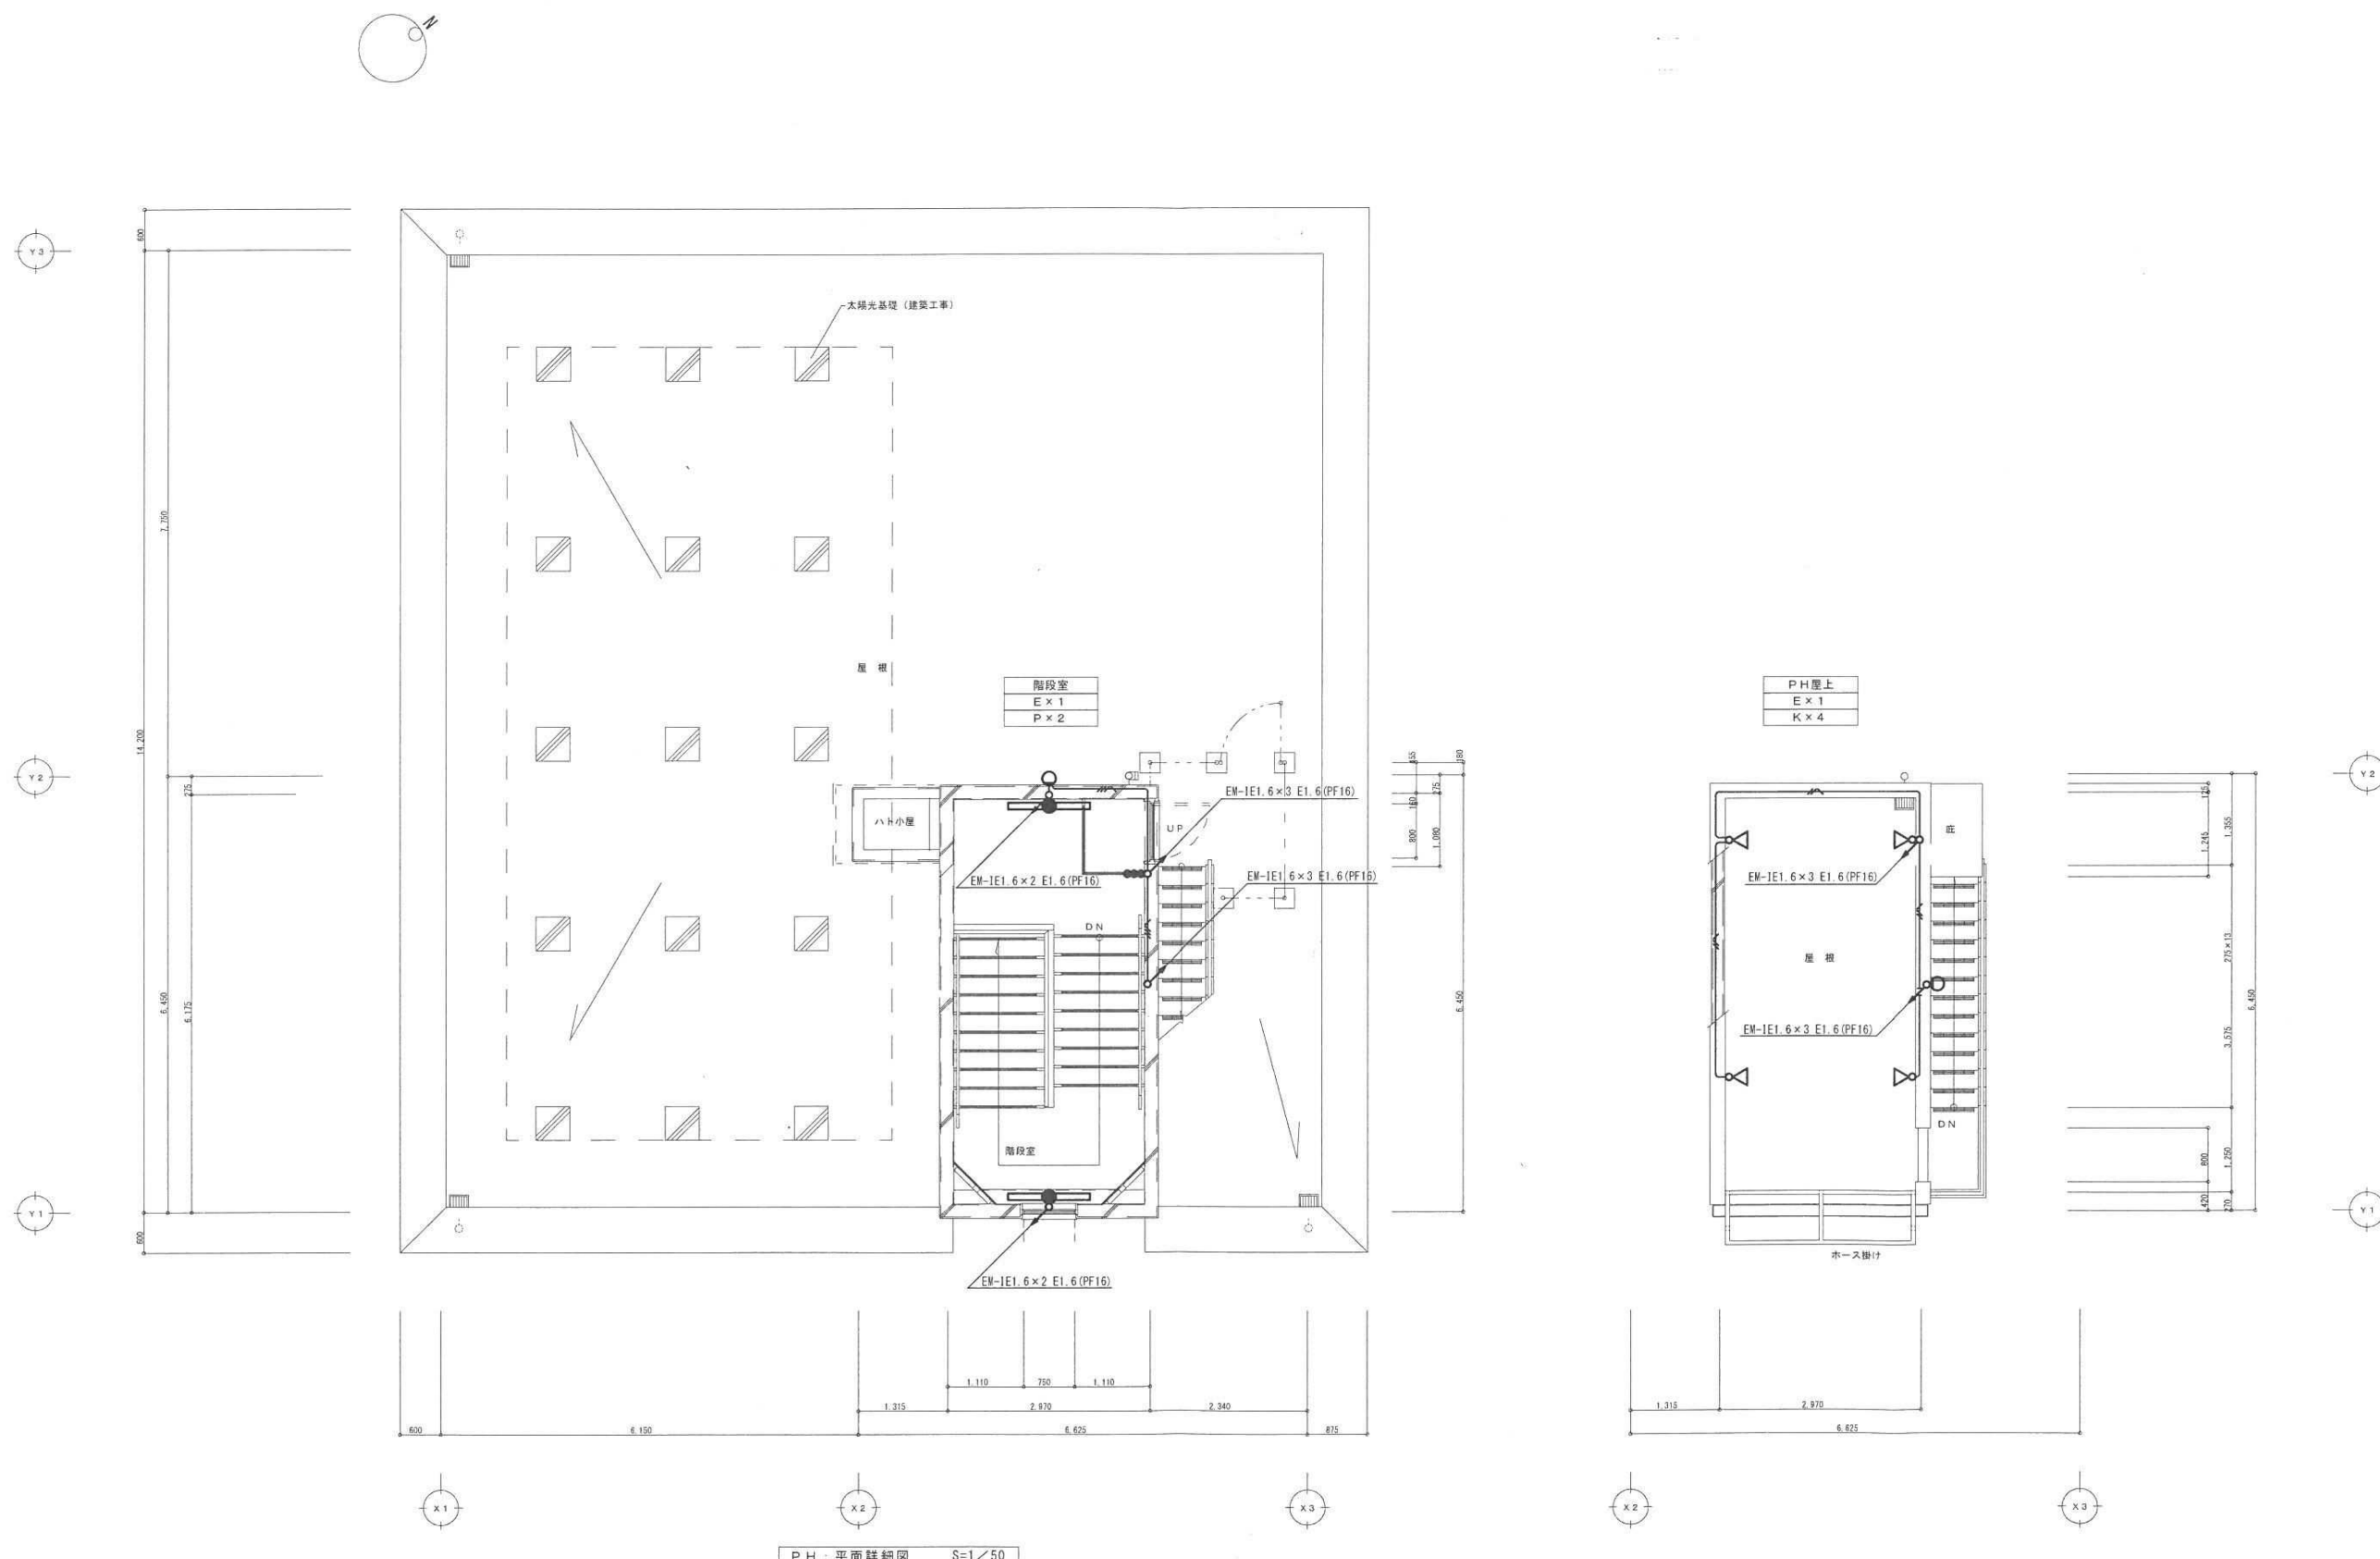 N
Y3
600
太陽光基礎(建築工事)
7,750
屋 根
階段室
E×1
P×2
PH屋上
E×1
K×4
14,200
Y2
275
ハト小屋
UP
EM-IE1.6×3 E1.6(PF16)
EM-IE1.6×2 E1.6(PF16)
EM-IE1.6×3 E1.6(PF16)
DN
455
180
160
275
800
1,080
6,450
6,450
6,175
階段室
EM-IE1.6×2 E1.6(PF16)
Y1
600
庇
EM-IE1.6×3 E1.6(PF16)
屋 根
EM-IE1.6×3 E1.6(PF16)
DN
ホース掛け
Y2
125
1,245
1,355
275×13
3,575
6,450
800
1,250
420
270
Y1
1,110
750
1,110
1,315
2,970
2,340
600
6,150
6,625
875
1,315
2,970
6,625
X1
X2
X3
X2
X3
PH 平面詳細図 S=1/50